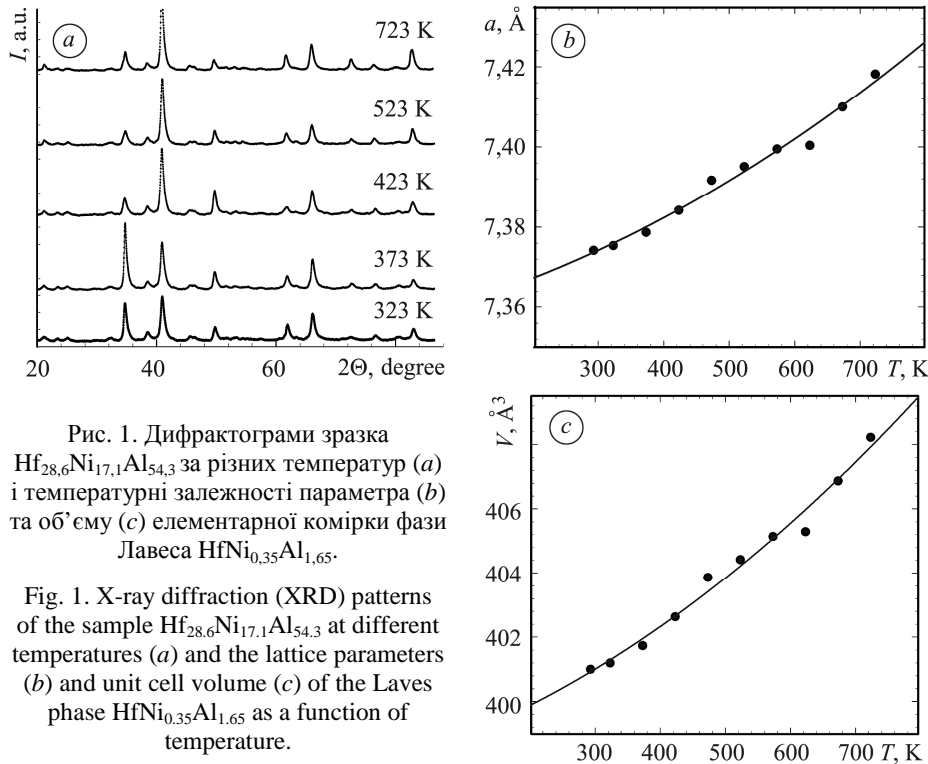 I, a.u.
a
723 K
523 K
423 K
373 K
323 K
20
40
60
2Θ, degree
a, Å
b
7,42
7,40
7,38
7,36
300
400
500
600
700
T, K
V, Å³
c
406
404
402
400
300
400
500
600
700
T, K
Рис. 1. Дифрактограми зразка
Hf28,6Ni17,1Al54,3 за різних температур (a)
і температурні залежності параметра (b)
та об’єму (c) елементарної комірки фази
Лавеса HfNi0,35Al1,65.
Fig. 1. X-ray diffraction (XRD) patterns
of the sample Hf28.6Ni17.1Al54.3 at different
temperatures (a) and the lattice parameters
(b) and unit cell volume (c) of the Laves
phase HfNi0.35Al1.65 as a function of
temperature.